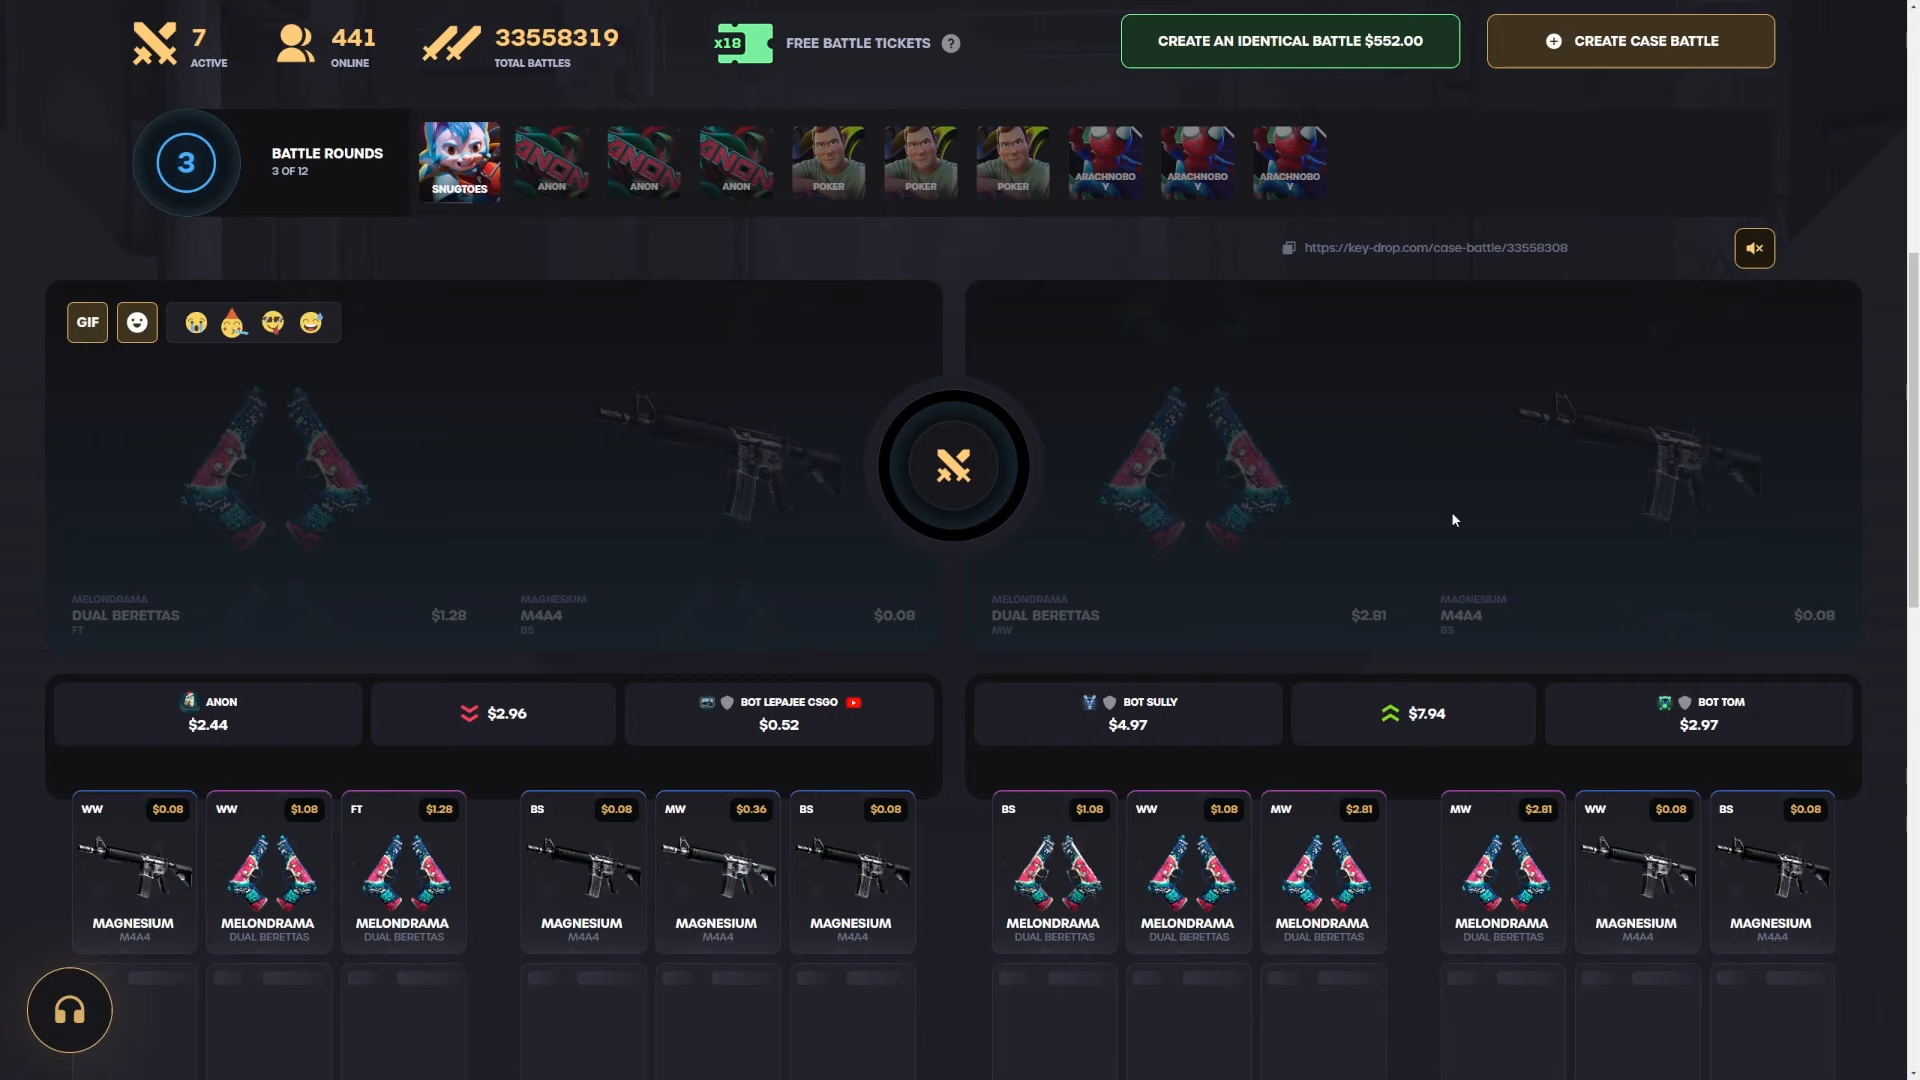 7
ACTIVE
441
ONLINE
33558319
TOTAL BATTLES
x18
FREE BATTLE TICKETS ?
CREATE AN IDENTICAL BATTLE $552.00
CREATE CASE BATTLE
3
BATTLE ROUNDS
3 OF 12
SNUGTOES
ANON
ANON
ANON
POKER
POKER
POKER
ARACHNOBO
Y
ARACHNOBO
Y
ARACHNOBO
Y
https://key-drop.com/case-battle/33558308
GIF
MELONDRAMA
DUAL BERETTAS $1.28
FT
MAGNESIUM
M4A4 $0.08
BS
MELONDRAMA
DUAL BERETTAS $2.81
MW
MAGNESIUM
M4A4 $0.08
BS
ANON
$2.44
$2.96
BOT LEPAJEE CSGO
$0.52
BOT SULLY
$4.97
$7.94
BOT TOM
$2.97
WW $0.08
MAGNESIUM
M4A4
WW $1.08
MELONDRAMA
DUAL BERETTAS
FT $1.28
MELONDRAMA
DUAL BERETTAS
BS $0.08
MAGNESIUM
M4A4
MW $0.36
MAGNESIUM
M4A4
BS $0.08
MAGNESIUM
M4A4
BS $1.08
MELONDRAMA
DUAL BERETTAS
WW $1.08
MELONDRAMA
DUAL BERETTAS
MW $2.81
MELONDRAMA
DUAL BERETTAS
MW $2.81
MELONDRAMA
DUAL BERETTAS
WW $0.08
MAGNESIUM
M4A4
BS $0.08
MAGNESIUM
M4A4